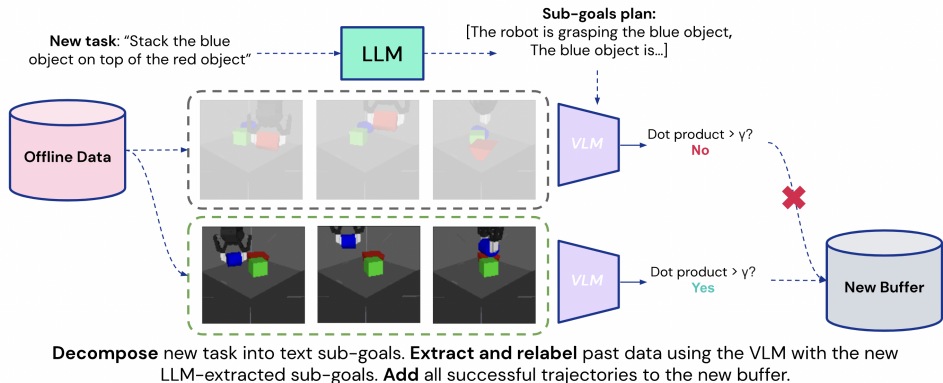 Sub-goals plan:
[The robot is grasping the blue object,
The blue object is...]
New task: “Stack the blue
object on top of the red object”
LLM
Offline Data
VLM
Dot product > γ?
No
VLM
Dot product > γ?
Yes
New Buffer
Decompose new task into text sub-goals. Extract and relabel past data using the VLM with the new
LLM-extracted sub-goals. Add all successful trajectories to the new buffer.